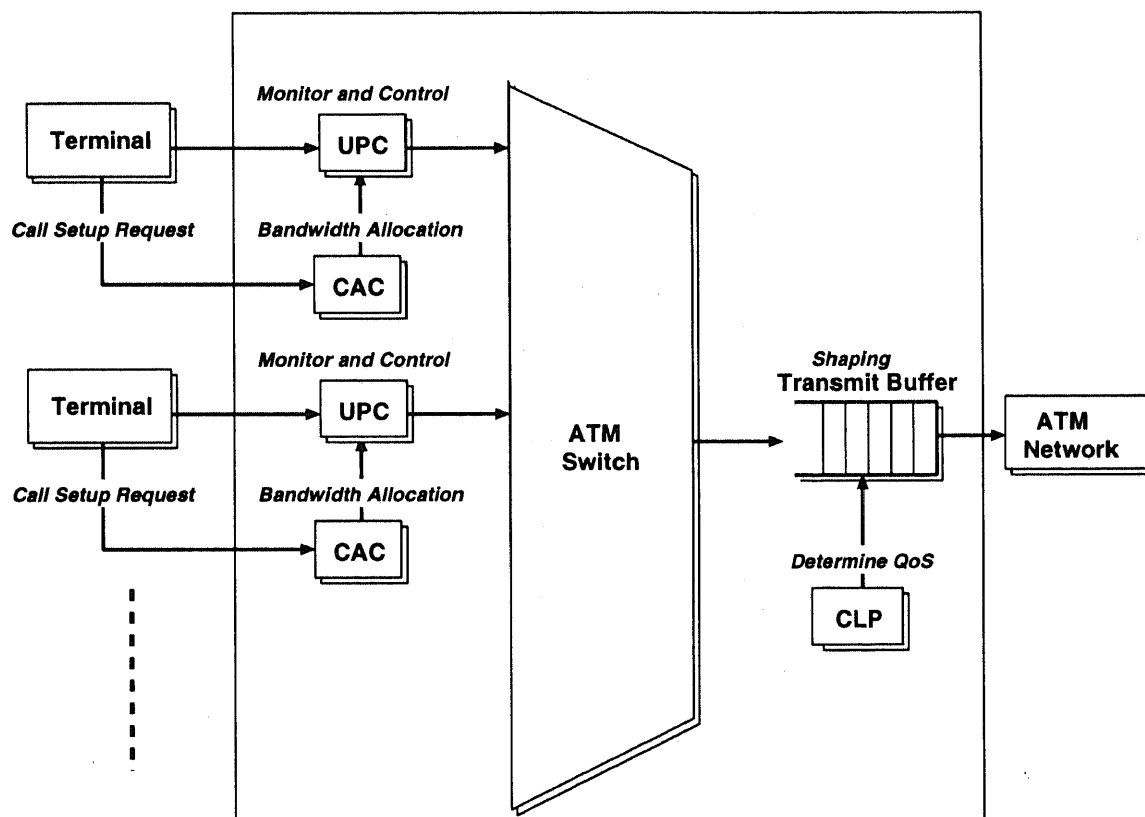 Monitor and Control
Terminal
UPC
Call Setup Request
Bandwidth Allocation
CAC
Monitor and Control
Terminal
UPC
Call Setup Request
Bandwidth Allocation
CAC
ATM
Switch
Shaping
Transmit Buffer
ATM
Network
Determine QoS
CLP